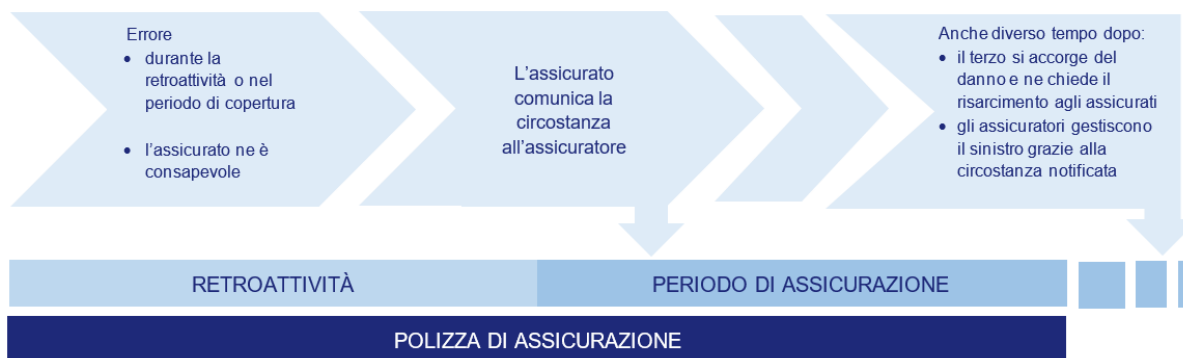 Errore
• durante la
retroattività o nel
periodo di copertura
• l'assicurato ne è
consapevole
L'assicurato
comunica la
circostanza
all'assicuratore
Anche diverso tempo dopo:
• il terzo si accorge del
danno e ne chiede il
risarcimento agli assicurati
• gli assicuratori gestiscono
il sinistro grazie alla
circostanza notificata
RETROATTIVITÀ
PERIODO DI ASSICURAZIONE
POLIZZA DI ASSICURAZIONE